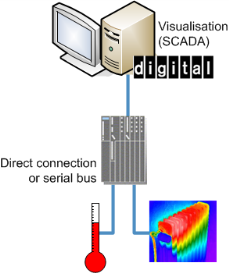 Visualisation
(SCADA)
digital
Direct connection
or serial bus